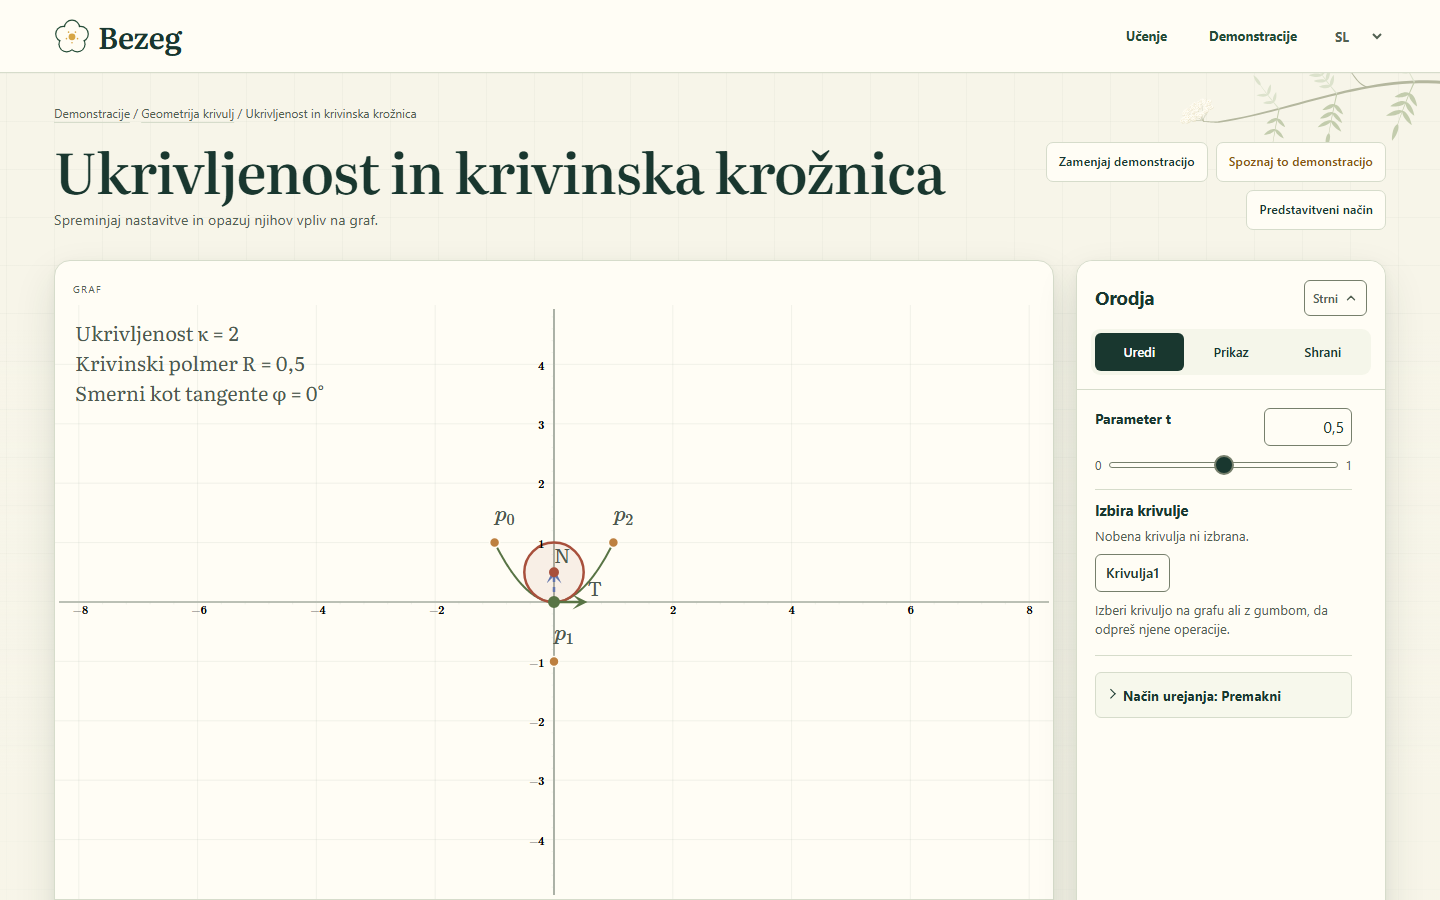 Bezeg
Učenje
Demonstracije
SL
Demonstracije / Geometrija krivulj / Ukrivljenost in krivinska krožnica
Ukrivljenost in krivinska krožnica
Spreminjaj nastavitve in opazuj njihov vpliv na graf.
Zamenjaj demonstracijo
Spoznaj to demonstracijo
Predstavitveni način
GRAF
Ukrivljenost κ = 2
Krivinski polmer R = 0,5
Smerni kot tangente φ = 0°
4
3
2
1
−1
−2
−3
−4
−8
−6
−4
−2
2
4
6
8
p0
p2
N
T
p1
Orodja
Strni
Uredi
Prikaz
Shrani
Parameter t
0,5
0
1
Izbira krivulje
Nobena krivulja ni izbrana.
Krivulja1
Izberi krivuljo na grafu ali z gumbom, da
odpreš njene operacije.
Način urejanja: Premakni